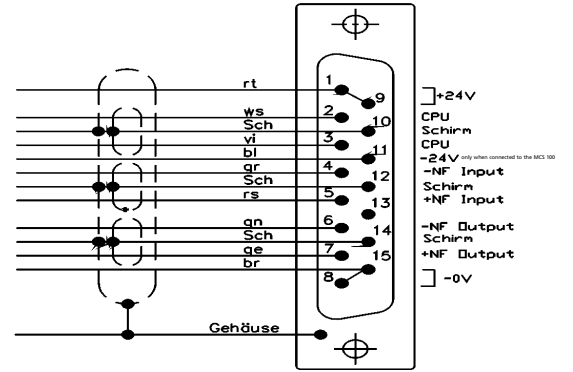 rt 1 9 +24V
ws 2 CPU
Sch 10 Schirm
vi 3 CPU
bl 11 -24V only when connected to the MCS 100
gr 4 -NF Input
Sch 12 Schirm
rs 5 +NF Input
13
gn 6 -NF Output
Sch 14 Schirm
ge 7 +NF Output
br 15
8 -0V
Gehäuse